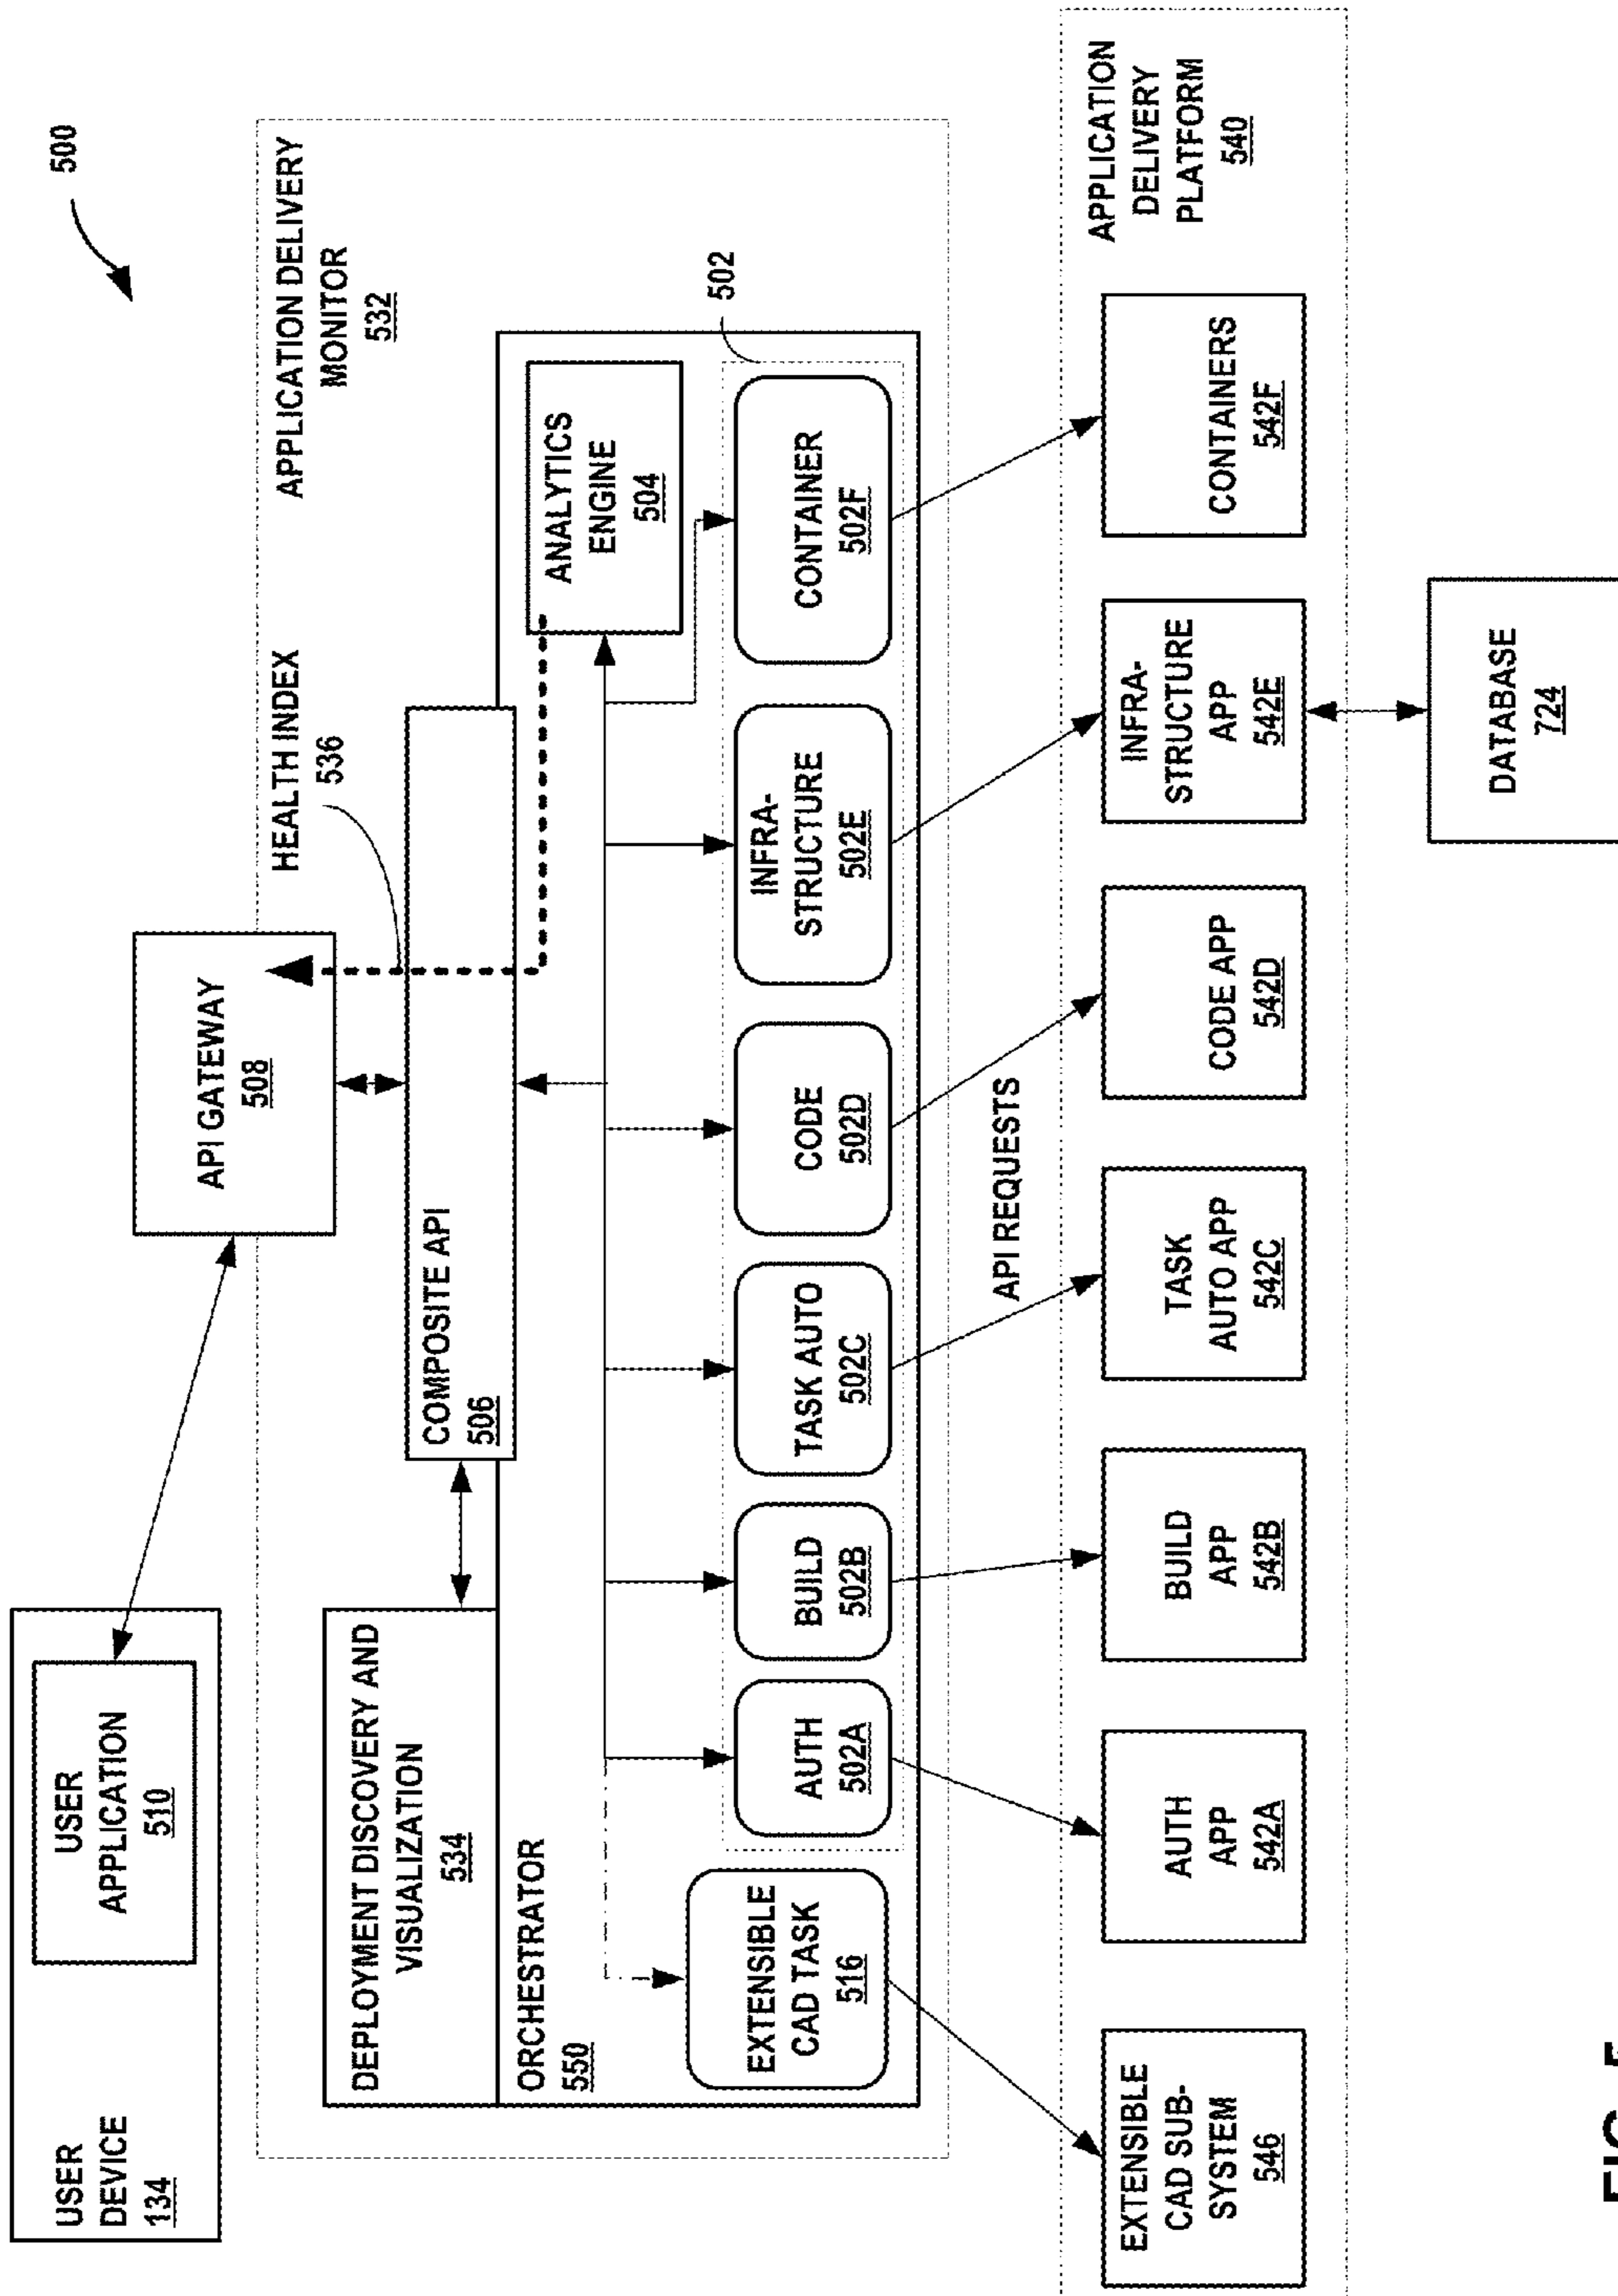 500
USER
DEVICE
134
USER
APPLICATION
510
API GATEWAY
508
HEALTH INDEX
536
APPLICATION DELIVERY
MONITOR
532
DEPLOYMENT DISCOVERY AND
VISUALIZATION
534
COMPOSITE API
506
ORCHESTRATOR
550
ANALYTICS
ENGINE
504
502
EXTENSIBLE
CAD TASK
516
AUTH
502A
BUILD
502B
TASK AUTO
502C
CODE
502D
INFRA-
STRUCTURE
502E
CONTAINER
502F
API REQUESTS
APPLICATION
DELIVERY
PLATFORM
540
EXTENSIBLE
CAD SUB-
SYSTEM
546
AUTH
APP
542A
BUILD
APP
542B
TASK
AUTO APP
542C
CODE APP
542D
INFRA-
STRUCTURE
APP
542E
CONTAINERS
542F
DATABASE
724